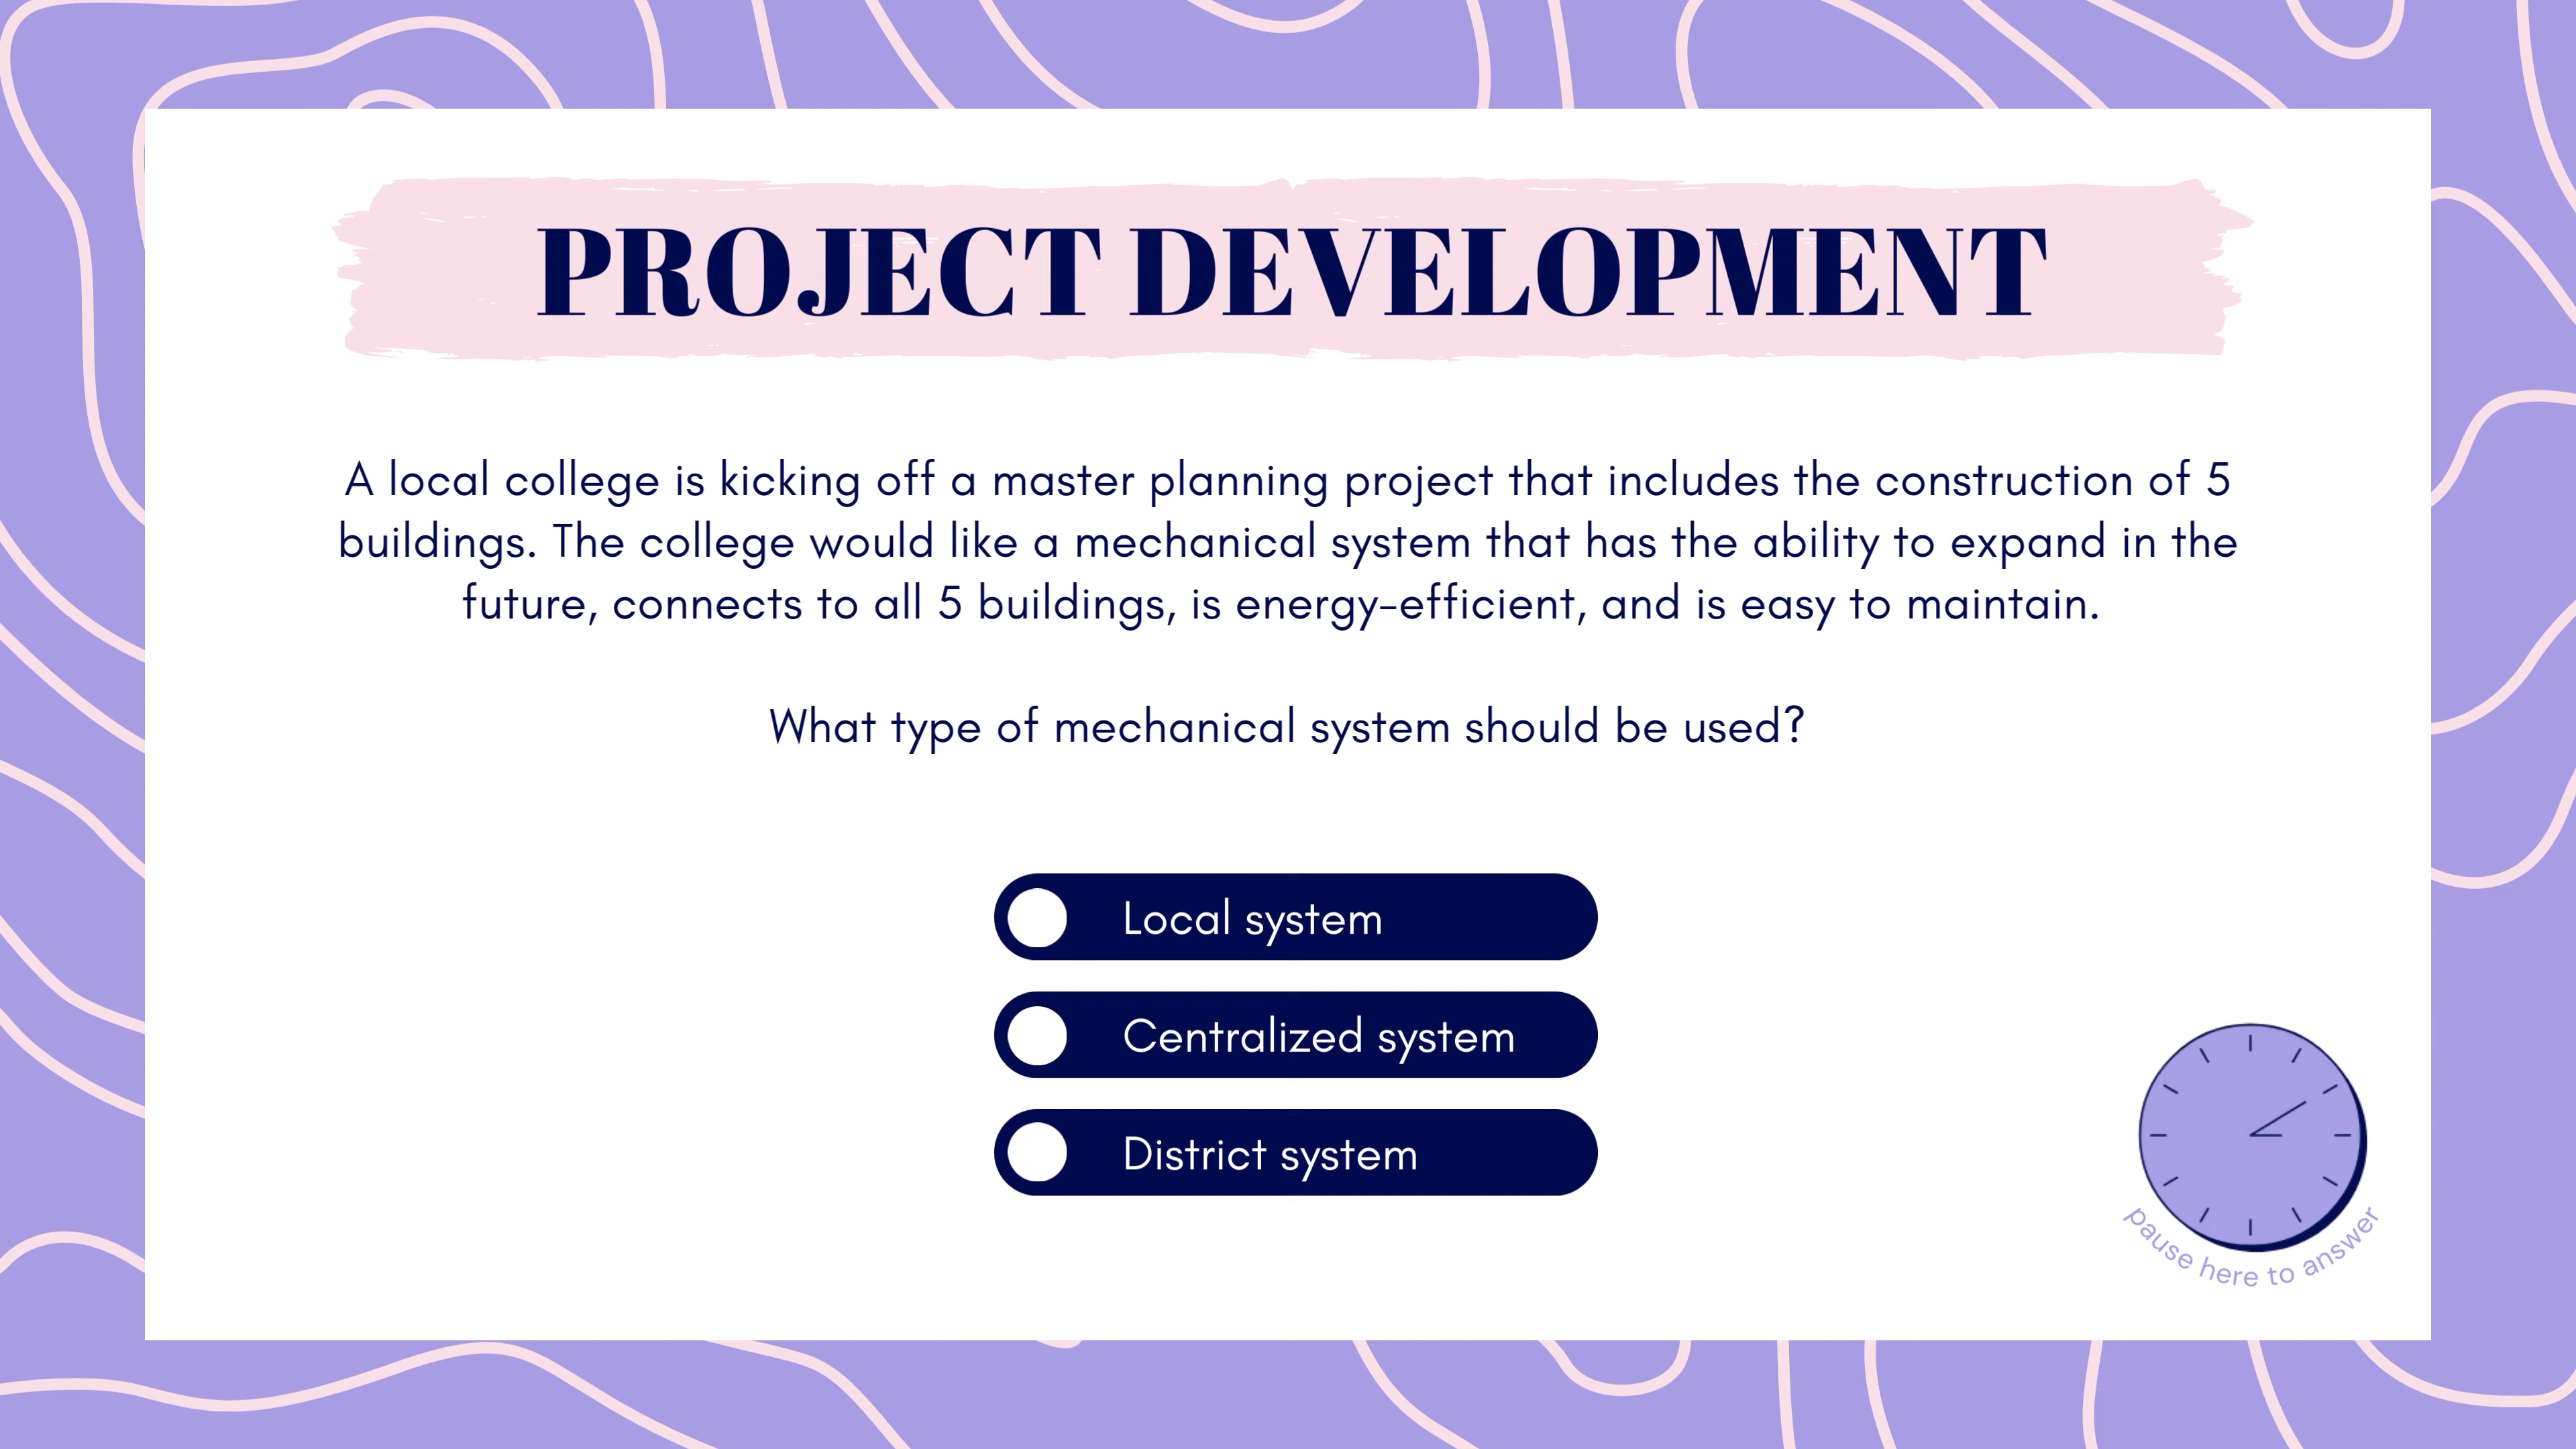 PROJECT DEVELOPMENT
A local college is kicking off a master planning project that includes the construction of 5
buildings. The college would like a mechanical system that has the ability to expand in the
future, connects to all 5 buildings, is energy-efficient, and is easy to maintain.
What type of mechanical system should be used?
Local system
Centralized system
District system
pause here to answer